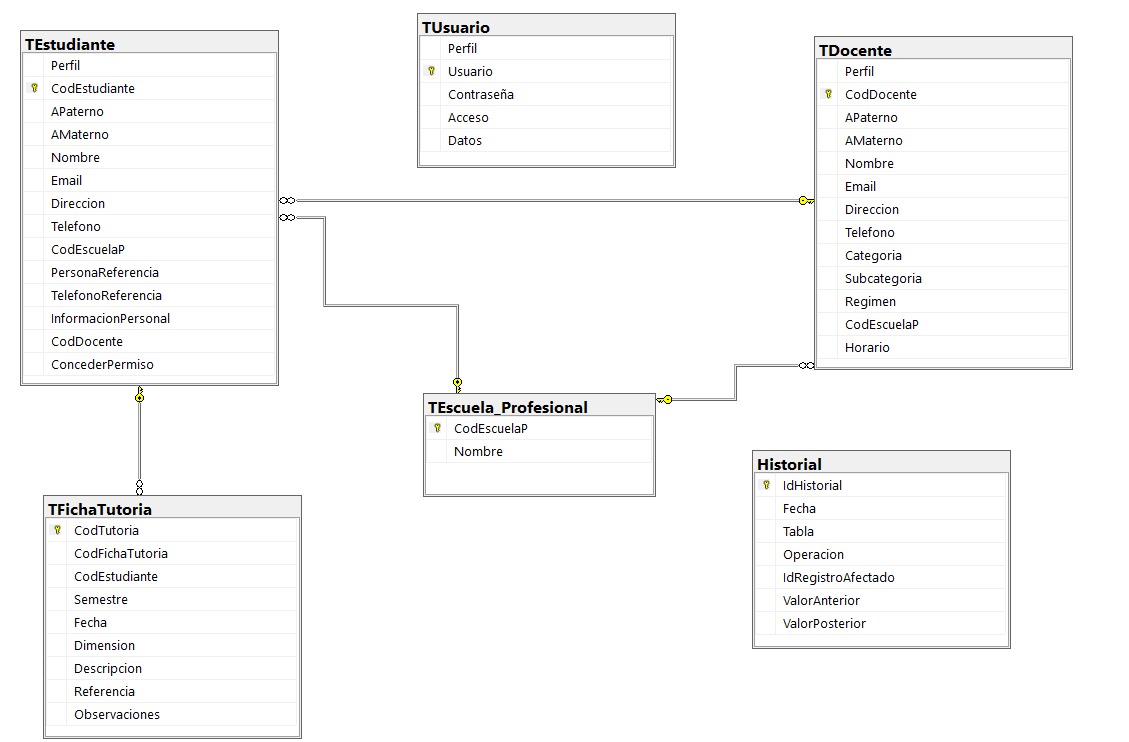 TEstudiante
Perfil
CodEstudiante
APaterno
AMaterno
Nombre
Email
Direccion
Telefono
CodEscuelaP
PersonaReferencia
TelefonoReferencia
InformacionPersonal
CodDocente
ConcederPermiso
TUsuario
Perfil
Usuario
Contraseña
Acceso
Datos
TDocente
Perfil
CodDocente
APaterno
AMaterno
Nombre
Email
Direccion
Telefono
Categoria
Subcategoria
Regimen
CodEscuelaP
Horario
TEscuela_Profesional
CodEscuelaP
Nombre
Historial
IdHistorial
Fecha
Tabla
Operacion
IdRegistroAfectado
ValorAnterior
ValorPosterior
TFichaTutoria
CodTutoria
CodFichaTutoria
CodEstudiante
Semestre
Fecha
Dimension
Descripcion
Referencia
Observaciones